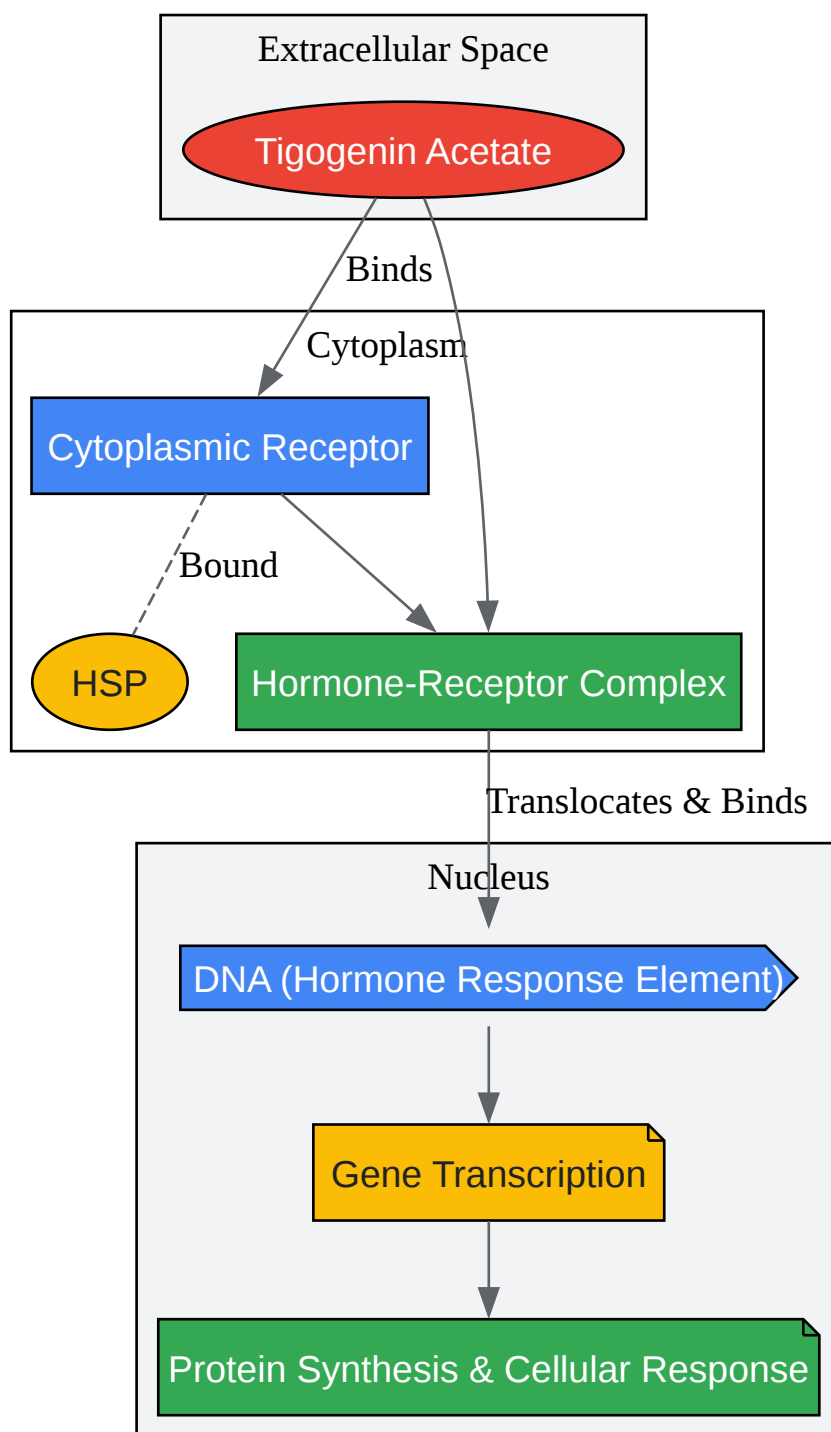 Extracellular Space
Tigogenin Acetate
Binds
Cytoplasm
Cytoplasmic Receptor
Bound
HSP
Hormone-Receptor Complex
Translocates & Binds
Nucleus
DNA (Hormone Response Element)
Gene Transcription
Protein Synthesis & Cellular Response